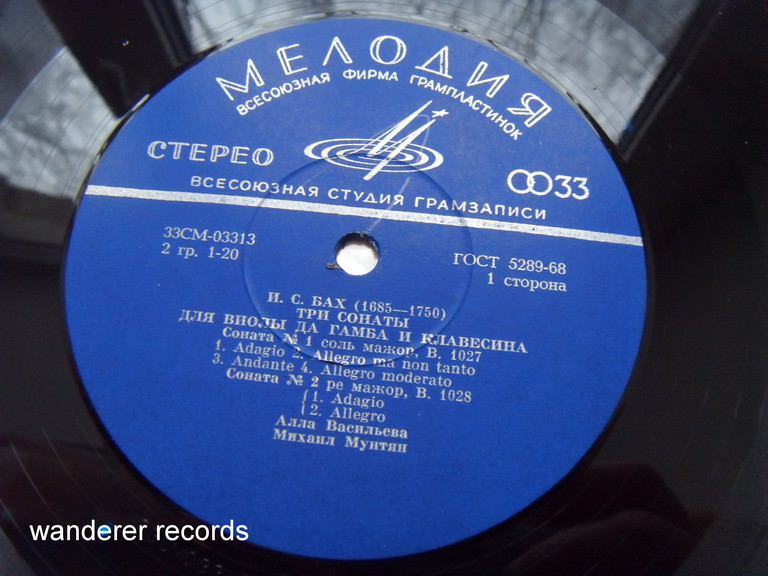 МЕЛОДИЯ
ВСЕСОЮЗНАЯ ФИРМА ГРАМПЛАСТИНОК
СТЕРЕО
33
ВСЕСОЮЗНАЯ СТУДИЯ ГРАМЗАПИСИ
33СМ-03313
2 гр. 1-20
ГОСТ 5289-68
1 сторона
И. С. БАХ (1685—1750)
ТРИ СОНАТЫ
ДЛЯ ВИОЛЫ ДА ГАМБА И КЛАВЕСИНА
Соната № 1 соль мажор, В. 1027
1. Adagio 2. Allegro ma non tanto
3. Andante 4. Allegro moderato
Соната № 2 ре мажор, В. 1028
1. Adagio
2. Allegro
Алла Васильева
Михаил Мунтян
wanderer records